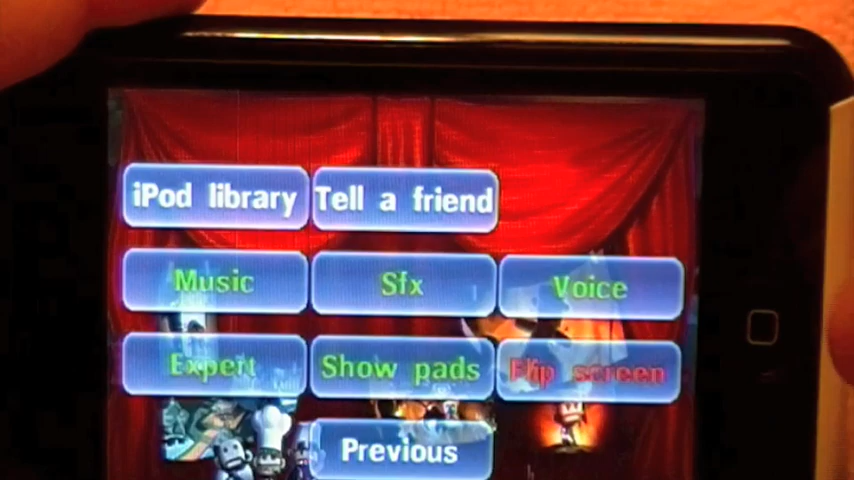 iPod library Tell a friend
Music Sfx Voice
Expert Show pads Flip screen
Previous